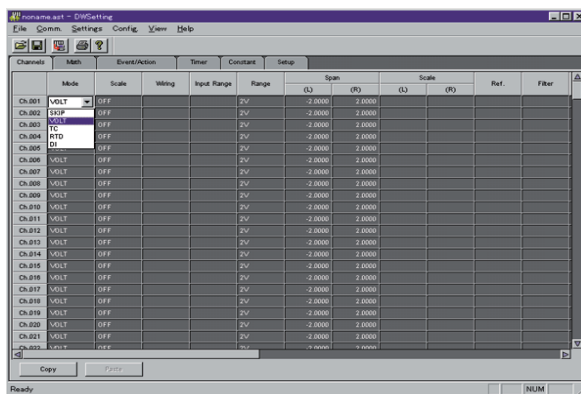 noname.ast - DWSetting
File Comm. Settings Config. View Help
Channels Math Event/Action Timer Constant Setup
Mode Scale Wiring Input Range Range Span Scale Ref. Filter
(L) (R) (L) (R)
Ch.001 VOLT OFF 2V -2.0000 2.0000
Ch.002 SKIP OFF 2V -2.0000 2.0000
Ch.003 VOLT OFF 2V -2.0000 2.0000
TC
Ch.004 RTD OFF 2V -2.0000 2.0000
DI
Ch.005 OFF 2V -2.0000 2.0000
Ch.006 VOLT OFF 2V -2.0000 2.0000
Ch.007 VOLT OFF 2V -2.0000 2.0000
Ch.008 VOLT OFF 2V -2.0000 2.0000
Ch.009 VOLT OFF 2V -2.0000 2.0000
Ch.010 VOLT OFF 2V -2.0000 2.0000
Ch.011 VOLT OFF 2V -2.0000 2.0000
Ch.012 VOLT OFF 2V -2.0000 2.0000
Ch.013 VOLT OFF 2V -2.0000 2.0000
Ch.014 VOLT OFF 2V -2.0000 2.0000
Ch.015 VOLT OFF 2V -2.0000 2.0000
Ch.016 VOLT OFF 2V -2.0000 2.0000
Ch.017 VOLT OFF 2V -2.0000 2.0000
Ch.018 VOLT OFF 2V -2.0000 2.0000
Ch.019 VOLT OFF 2V -2.0000 2.0000
Ch.020 VOLT OFF 2V -2.0000 2.0000
Ch.021 VOLT OFF 2V -2.0000 2.0000
Ch.022 VOLT OFF 2V -2.0000 2.0000
Copy Paste
Ready NUM